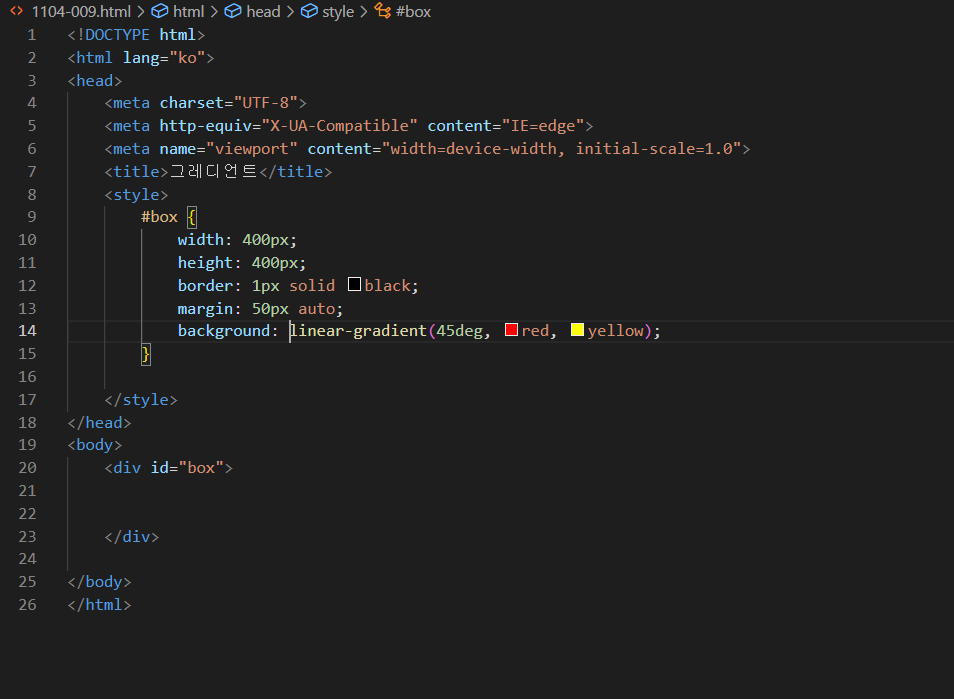 1104-009.html > html > head > style > #box
1 <!DOCTYPE html>
2 <html lang="ko">
3 <head>
4 <meta charset="UTF-8">
5 <meta http-equiv="X-UA-Compatible" content="IE=edge">
6 <meta name="viewport" content="width=device-width, initial-scale=1.0">
7 <title>그레디언트</title>
8 <style>
9 #box {
10 width: 400px;
11 height: 400px;
12 border: 1px solid black;
13 margin: 50px auto;
14 background: linear-gradient(45deg, red, yellow);
15 }
16
17 </style>
18 </head>
19 <body>
20 <div id="box">
21
22
23 </div>
24
25 </body>
26 </html>